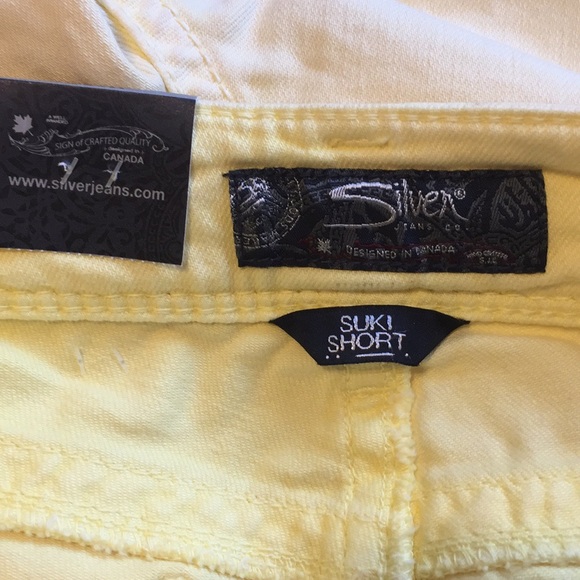 SIGN of CRAFTED QUALITY
CANADA
www.silverjeans.com
Silver®
JEANS CO.
DESIGNED IN CANADA
SUKI
SHORT